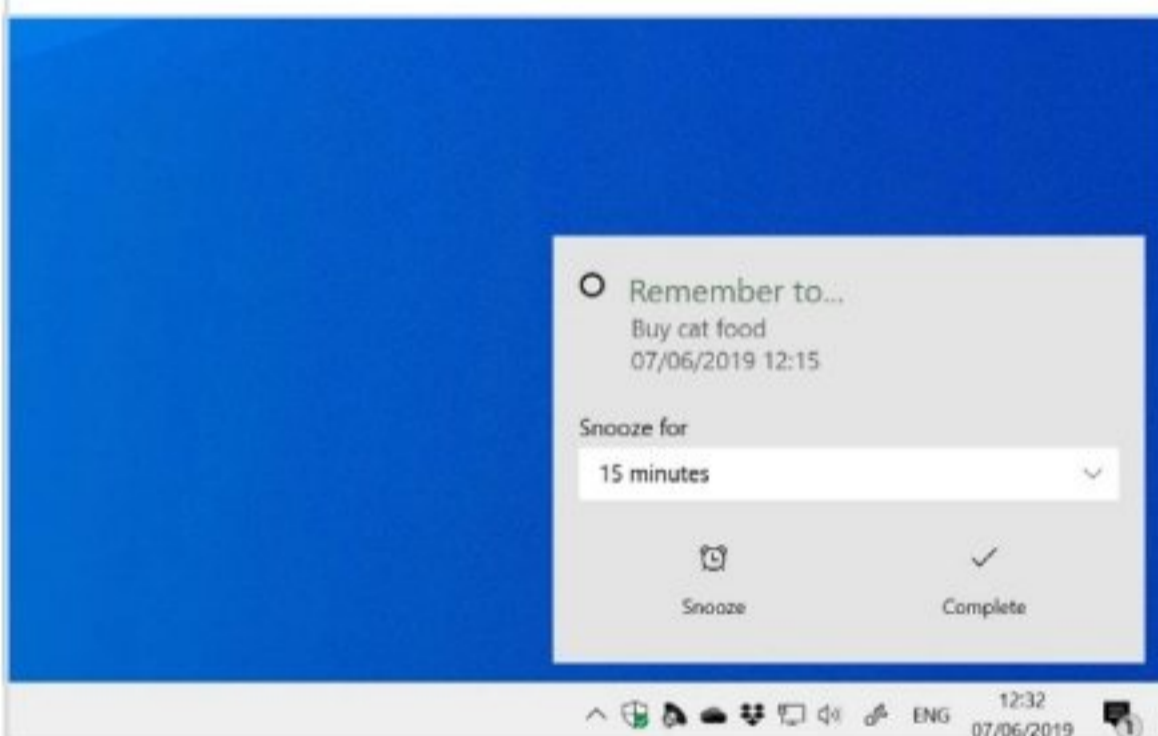 Remember to...
Buy cat food
07/06/2019 12:15
Snooze for
15 minutes
Snooze
Complete
ENG
12:32
07/06/2019
1